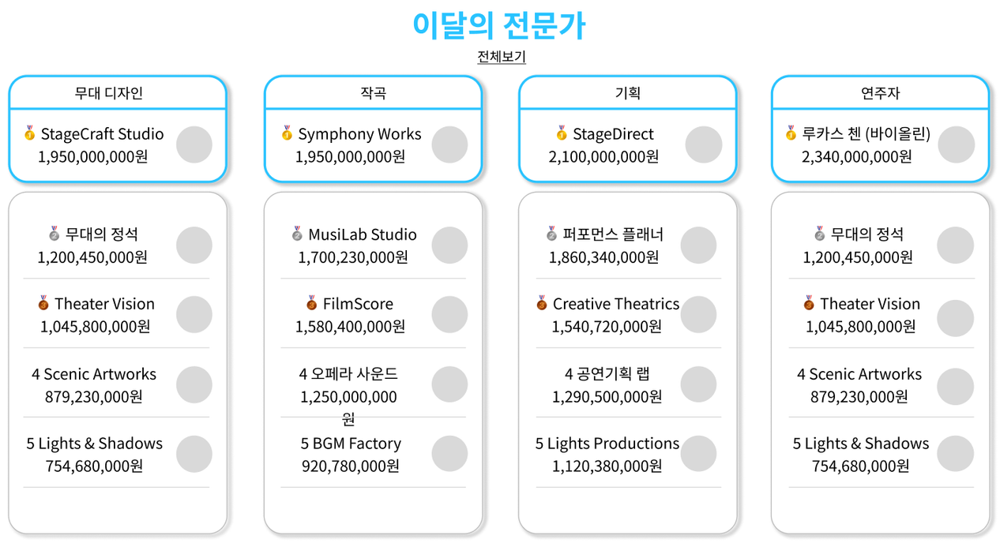 이달의 전문가
전체보기
무대 디자인
🥇 StageCraft Studio
1,950,000,000원
🥈 무대의 정석
1,200,450,000원
🥉 Theater Vision
1,045,800,000원
4 Scenic Artworks
879,230,000원
5 Lights & Shadows
754,680,000원
작곡
🥇 Symphony Works
1,950,000,000원
🥈 MusiLab Studio
1,700,230,000원
🥉 FilmScore
1,580,400,000원
4 오페라 사운드
1,250,000,000
원
5 BGM Factory
920,780,000원
기획
🥇 StageDirect
2,100,000,000원
🥈 퍼포먼스 플래너
1,860,340,000원
🥉 Creative Theatrics
1,540,720,000원
4 공연기획 랩
1,290,500,000원
5 Lights Productions
1,120,380,000원
연주자
🥇 루카스 첸 (바이올린)
2,340,000,000원
🥈 무대의 정석
1,200,450,000원
🥉 Theater Vision
1,045,800,000원
4 Scenic Artworks
879,230,000원
5 Lights & Shadows
754,680,000원